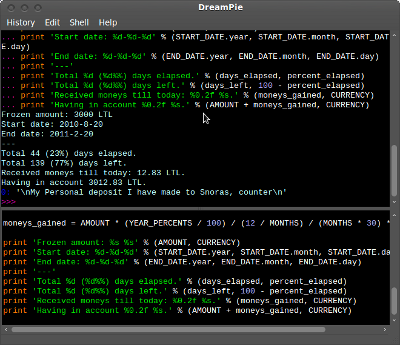 DreamPie
History Edit Shell Help
... print 'Start date: %d-%d-%d' % (START_DATE.year, START_DATE.month, START_DAT
E.day)
... print 'End date: %d-%d-%d' % (END_DATE.year, END_DATE.month, END_DATE.day)
... print '---'
... print 'Total %d (%d%%) days elapsed.' % (days_elapsed, percent_elapsed)
... print 'Total %d (%d%%) days left.' % (days_left, 100 - percent_elapsed)
... print 'Received moneys till today: %0.2f %s.' % (moneys_gained, CURRENCY)
... print 'Having in account %0.2f %s.' % (AMOUNT + moneys_gained, CURRENCY)
Frozen amount: 3000 LTL
Start date: 2010-8-20
End date: 2011-2-20
---
Total 44 (23%) days elapsed.
Total 139 (77%) days left.
Received moneys till today: 12.83 LTL.
Having in account 3012.83 LTL.
'\nMy Personal deposit I have made to Snoras, counter\n'
>>>
moneys_gained = AMOUNT * (YEAR_PERCENTS / 100) / (12 / MONTHS) / (MONTHS * 30) *
print 'Frozen amount: %s %s' % (AMOUNT, CURRENCY)
print 'Start date: %d-%d-%d' % (START_DATE.year, START_DATE.month, START_DATE.da
print 'End date: %d-%d-%d' % (END_DATE.year, END_DATE.month, END_DATE.day)
print '---'
print 'Total %d (%d%%) days elapsed.' % (days_elapsed, percent_elapsed)
print 'Total %d (%d%%) days left.' % (days_left, 100 - percent_elapsed)
print 'Received moneys till today: %0.2f %s.' % (moneys_gained, CURRENCY)
print 'Having in account %0.2f %s.' % (AMOUNT + moneys_gained, CURRENCY)